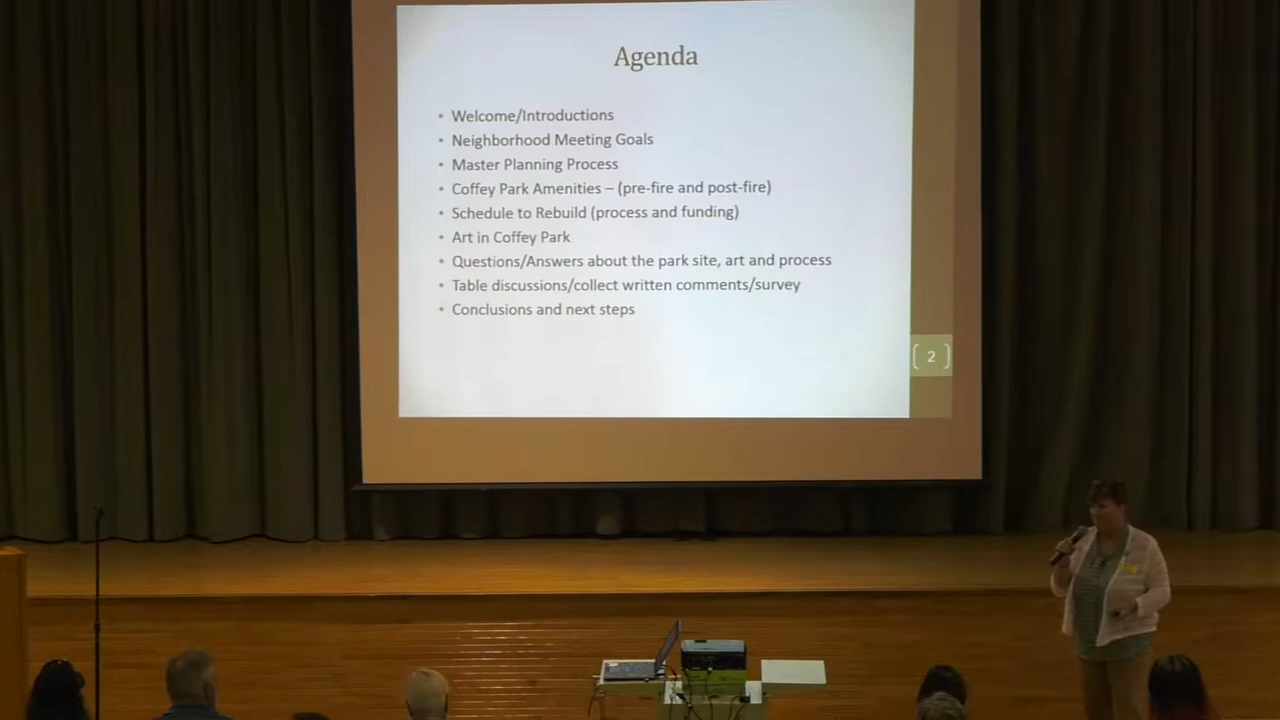 Agenda
• Welcome/Introductions
• Neighborhood Meeting Goals
• Master Planning Process
• Coffey Park Amenities – (pre-fire and post-fire)
• Schedule to Rebuild (process and funding)
• Art in Coffey Park
• Questions/Answers about the park site, art and process
• Table discussions/collect written comments/survey
• Conclusions and next steps
2